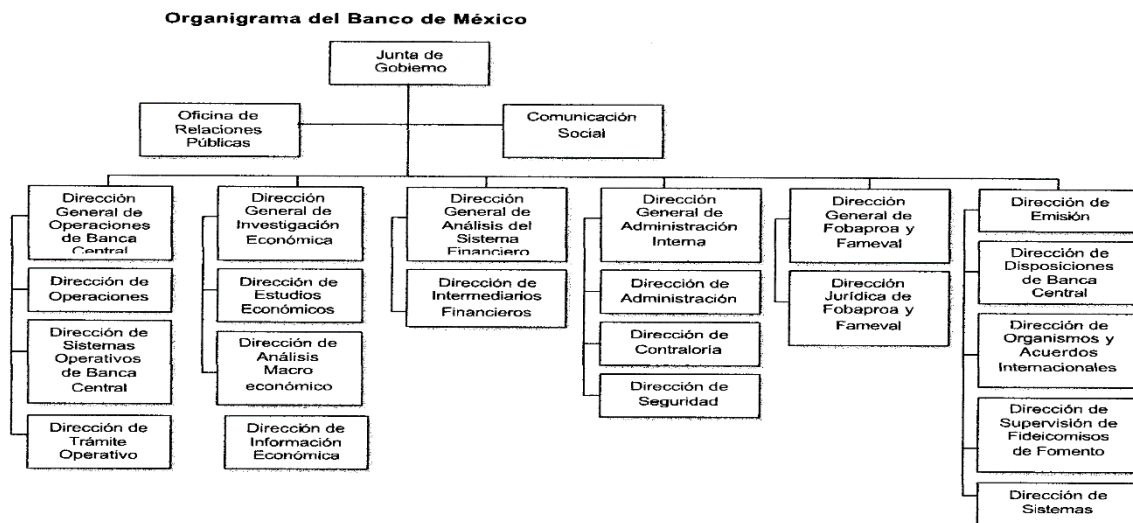 Organigrama del Banco de México
Junta de
Gobierno
Oficina de
Relaciones
Públicas
Comunicación
Social
Dirección
General de
Operaciones
de Banca
Central
Dirección de
Operaciones
Dirección de
Sistemas
Operativos
de Banca
Central
Dirección de
Trámite
Operativo
Dirección
General de
Investigación
Económica
Dirección de
Estudios
Económicos
Dirección de
Análisis
Macro
económico
Dirección de
Información
Económica
Dirección
General de
Análisis del
Sistema
Financiero
Dirección de
Intermediarios
Financieros
Dirección
General de
Administración
Interna
Dirección de
Administración
Dirección de
Contraloría
Dirección de
Seguridad
Dirección
General de
Fobaproa y
Fameval
Dirección
Jurídica de
Fobaproa y
Fameval
Dirección de
Emisión
Dirección de
Disposiciones
de Banca
Central
Dirección de
Organismos y
Acuerdos
Internacionales
Dirección de
Supervisión de
Fideicomisos
de Fomento
Dirección de
Sistemas